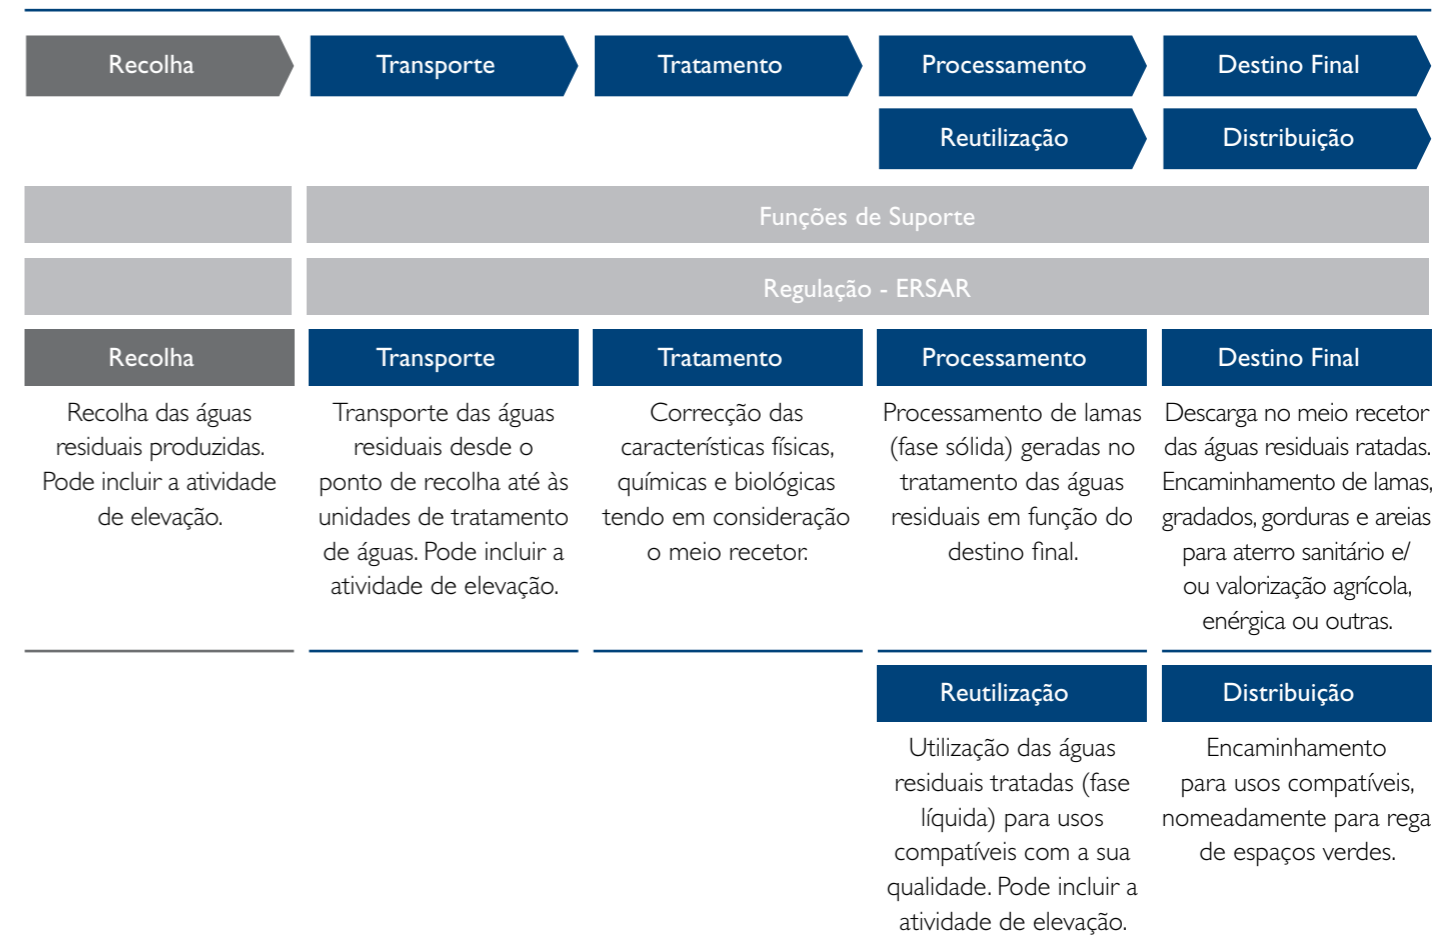 Recolha
Transporte
Tratamento
Processamento
Destino Final
Reutilização
Distribuição
Funções de Suporte
Regulação - ERSAR
Recolha
Recolha das águas
residuais produzidas.
Pode incluir a atividade
de elevação.
Transporte
Transporte das águas
residuais desde o
ponto de recolha até às
unidades de tratamento
de águas. Pode incluir a
atividade de elevação.
Tratamento
Correcção das
características físicas,
químicas e biológicas
tendo em consideração
o meio recetor.
Processamento
Processamento de lamas
(fase sólida) geradas no
tratamento das águas
residuais em função do
destino final.
Destino Final
Descarga no meio recetor
das águas residuais ratadas.
Encaminhamento de lamas,
gradados, gorduras e areias
para aterro sanitário e/
ou valorização agrícola,
enérgica ou outras.
Reutilização
Utilização das águas
residuais tratadas (fase
líquida) para usos
compatíveis com a sua
qualidade. Pode incluir a
atividade de elevação.
Distribuição
Encaminhamento
para usos compatíveis,
nomeadamente para rega
de espaços verdes.